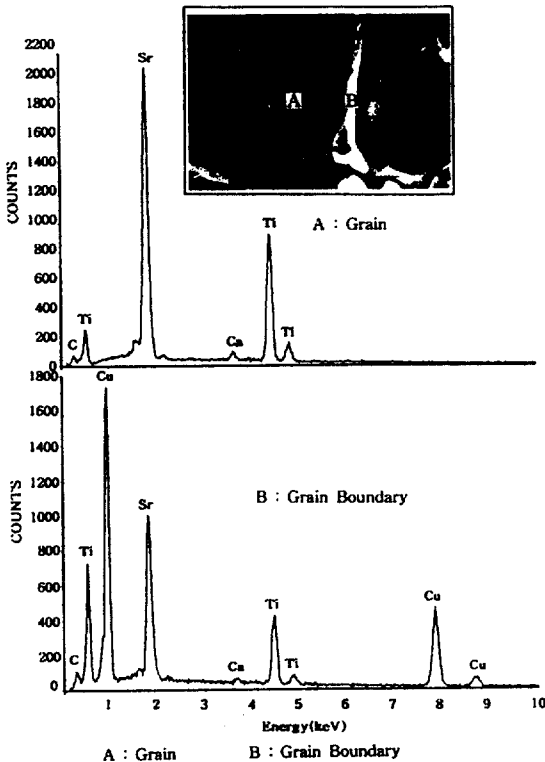 COUNTS
2200
2000
1800
1600
1400
1200
1000
800
600
400
200
0
Sr
A B
A : Grain
Ti
Ti
C
Ti
Ca
COUNTS
1800
1600
1400
1200
1000
800
600
400
200
0
Cu
B : Grain Boundary
Sr
Ti
Ti
Cu
C
Ca
Ti
Cu
1 2 3 4 5 6 7 8 9 10
Energy(keV)
A : Grain B : Grain Boundary